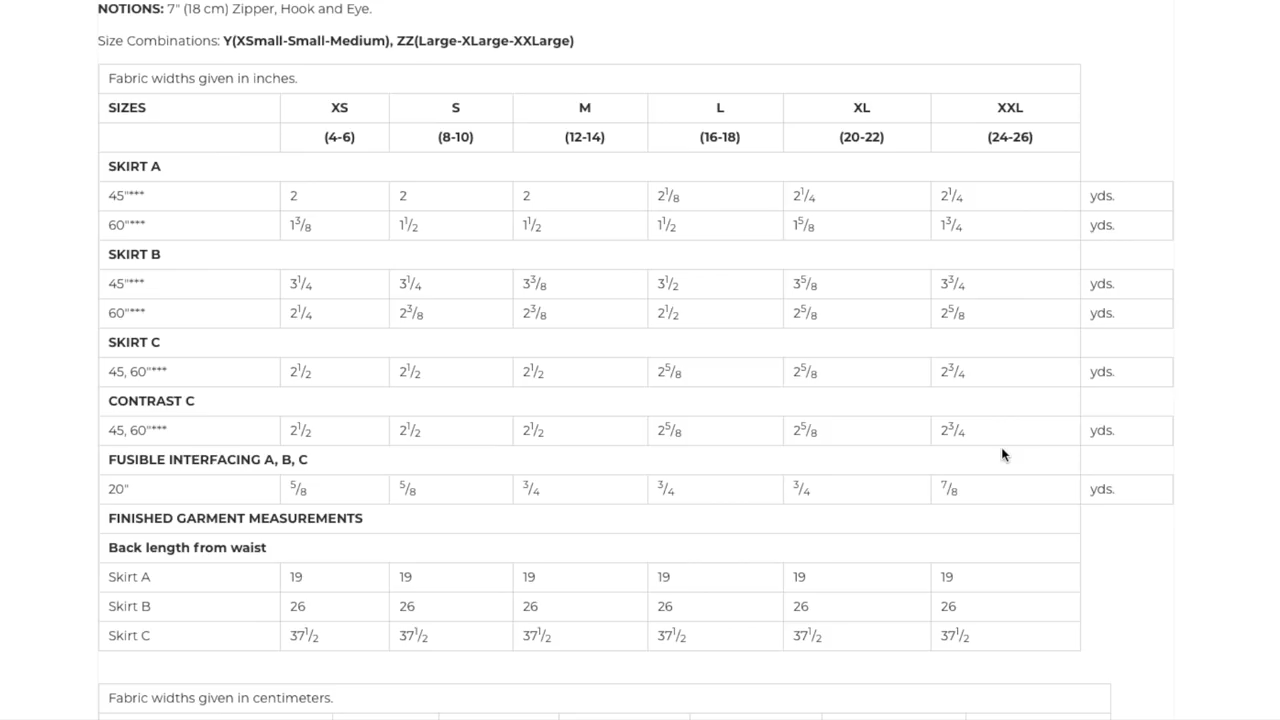 NOTIONS: 7" (18 cm) Zipper, Hook and Eye.
Size Combinations: Y(XSmall-Small-Medium), ZZ(Large-XLarge-XXLarge)
Fabric widths given in inches.
SIZES XS S M L XL XXL
(4-6) (8-10) (12-14) (16-18) (20-22) (24-26)
SKIRT A
45"*** 2 2 2 2 1/8 2 1/4 2 1/4 yds.
60"*** 1 3/8 1 1/2 1 1/2 1 1/2 1 5/8 1 3/4 yds.
SKIRT B
45"*** 3 1/4 3 1/4 3 3/8 3 1/2 3 5/8 3 3/4 yds.
60"*** 2 1/4 2 3/8 2 3/8 2 1/2 2 5/8 2 5/8 yds.
SKIRT C
45, 60"*** 2 1/2 2 1/2 2 1/2 2 5/8 2 5/8 2 3/4 yds.
CONTRAST C
45, 60"*** 2 1/2 2 1/2 2 1/2 2 5/8 2 5/8 2 3/4 yds.
FUSIBLE INTERFACING A, B, C
20" 5/8 5/8 3/4 3/4 3/4 7/8 yds.
FINISHED GARMENT MEASUREMENTS
Back length from waist
Skirt A 19 19 19 19 19 19
Skirt B 26 26 26 26 26 26
Skirt C 37 1/2 37 1/2 37 1/2 37 1/2 37 1/2 37 1/2
Fabric widths given in centimeters.